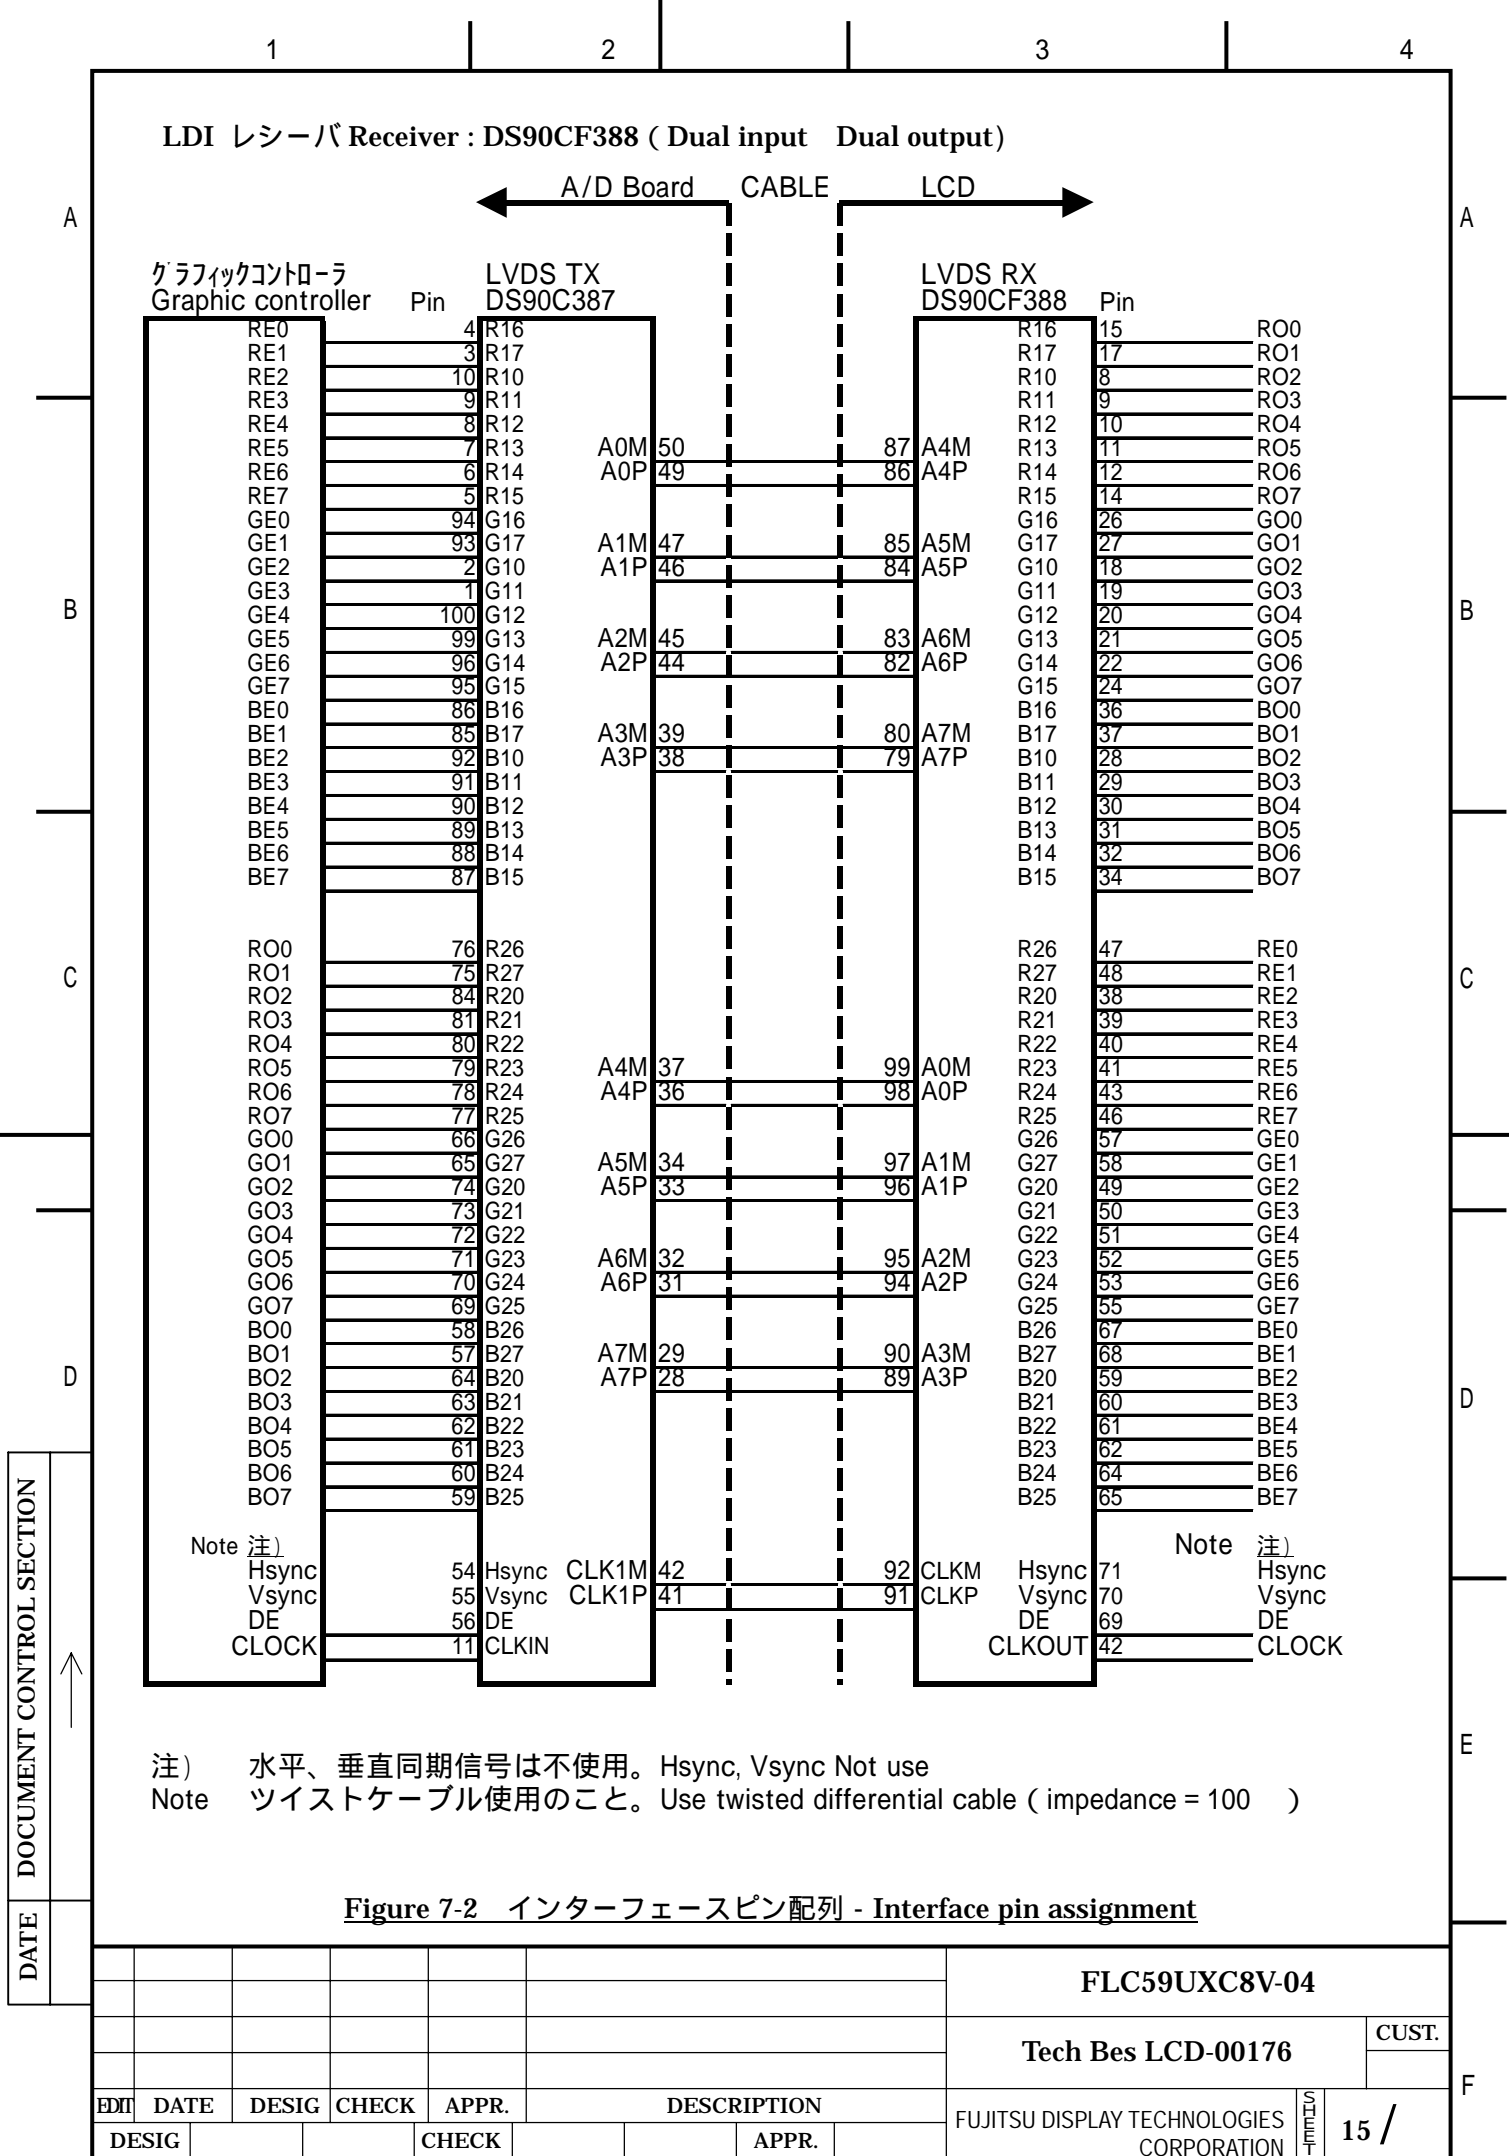 1 2 3 4
LDI レシーバ Receiver : DS90CF388 ( Dual input Dual output)
A/D Board CABLE LCD
A A
グラフィックコントローラ LVDS TX LVDS RX
Graphic controller Pin DS90C387 DS90CF388 Pin
RE0 4 R16 R16 15 RO0
RE1 3 R17 R17 17 RO1
RE2 10 R10 R10 8 RO2
RE3 9 R11 R11 9 RO3
RE4 8 R12 R12 10 RO4
RE5 7 R13 A0M 50 87 A4M R13 11 RO5
RE6 6 R14 A0P 49 86 A4P R14 12 RO6
RE7 5 R15 R15 14 RO7
GE0 94 G16 G16 26 GO0
GE1 93 G17 A1M 47 85 A5M G17 27 GO1
GE2 2 G10 A1P 46 84 A5P G10 18 GO2
GE3 1 G11 G11 19 GO3
B GE4 100 G12 G12 20 GO4 B
GE5 99 G13 A2M 45 83 A6M G13 21 GO5
GE6 96 G14 A2P 44 82 A6P G14 22 GO6
GE7 95 G15 G15 24 GO7
BE0 86 B16 B16 36 BO0
BE1 85 B17 A3M 39 80 A7M B17 37 BO1
BE2 92 B10 A3P 38 79 A7P B10 28 BO2
BE3 91 B11 B11 29 BO3
BE4 90 B12 B12 30 BO4
BE5 89 B13 B13 31 BO5
BE6 88 B14 B14 32 BO6
BE7 87 B15 B15 34 BO7
RO0 76 R26 R26 47 RE0
C RO1 75 R27 R27 48 RE1 C
RO2 84 R20 R20 38 RE2
RO3 81 R21 R21 39 RE3
RO4 80 R22 R22 40 RE4
RO5 79 R23 A4M 37 99 A0M R23 41 RE5
RO6 78 R24 A4P 36 98 A0P R24 43 RE6
RO7 77 R25 R25 46 RE7
GO0 66 G26 G26 57 GE0
GO1 65 G27 A5M 34 97 A1M G27 58 GE1
GO2 74 G20 A5P 33 96 A1P G20 49 GE2
GO3 73 G21 G21 50 GE3
GO4 72 G22 G22 51 GE4
GO5 71 G23 A6M 32 95 A2M G23 52 GE5
GO6 70 G24 A6P 31 94 A2P G24 53 GE6
GO7 69 G25 G25 55 GE7
BO0 58 B26 B26 67 BE0
BO1 57 B27 A7M 29 90 A3M B27 68 BE1
D BO2 64 B20 A7P 28 89 A3P B20 59 BE2
BO3 63 B21 B21 60 BE3 D
BO4 62 B22 B22 61 BE4
BO5 61 B23 B23 62 BE5
BO6 60 B24 B24 64 BE6
BO7 59 B25 B25 65 BE7
Note 注) Note 注)
Hsync 54 Hsync CLK1M 42 92 CLKM Hsync 71 Hsync
Vsync 55 Vsync CLK1P 41 91 CLKP Vsync 70 Vsync
DE 56 DE DE 69 DE
CLOCK 11 CLKIN CLKOUT 42 CLOCK
E
注) 水平、垂直同期信号は不使用。Hsync, Vsync Not use
Note ツイストケーブル使用のこと。Use twisted differential cable ( impedance = 100 )
Figure 7-2 インターフェースピン配列 - Interface pin assignment
DOCUMENT CONTROL SECTION
DATE
FLC59UXC8V-04
Tech Bes LCD-00176 CUST.
F
EDIT DATE DESIG CHECK APPR. DESCRIPTION
FUJITSU DISPLAY TECHNOLOGIES CORPORATION
SHEET
15 /
DESIG CHECK APPR.